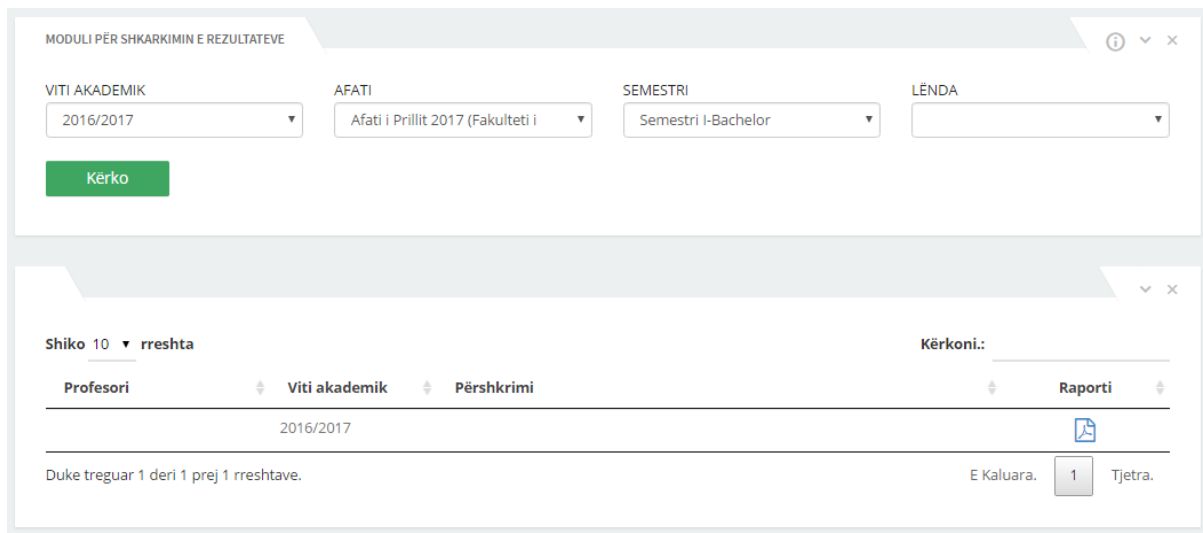 MODULI PËR SHKARKIMIN E REZULTATEVE
VITI AKADEMIK AFATI SEMESTRI LËNDA
2016/2017 Afati i Prillit 2017 (Fakulteti i Semestri I-Bachelor
Kërko
Shiko 10 rreshta Kërkoni.:
Profesori Viti akademik Përshkrimi Raporti
2016/2017
Duke treguar 1 deri 1 prej 1 rreshtave. E Kaluara. 1 Tjetra.